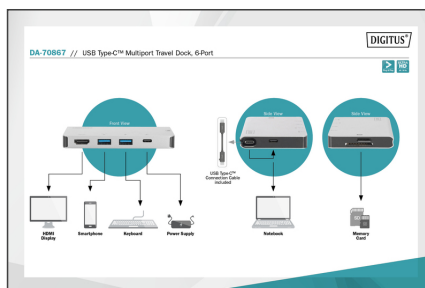 DIGITUS®
DA-70867 // USB Type-C™ Multiport Travel Dock, 6-Port
HD
Front View
Side View
Side View
USB Type-C™
Connection Cable
included
HDMI
Display
Smartphone
Keyboard
Power Supply
Notebook
Memory
Card